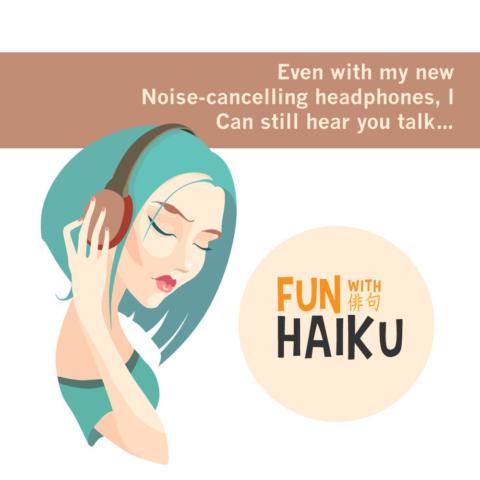 Even with my new
Noise-cancelling headphones, I
Can still hear you talk...
FUN WITH
俳句
HAIKU